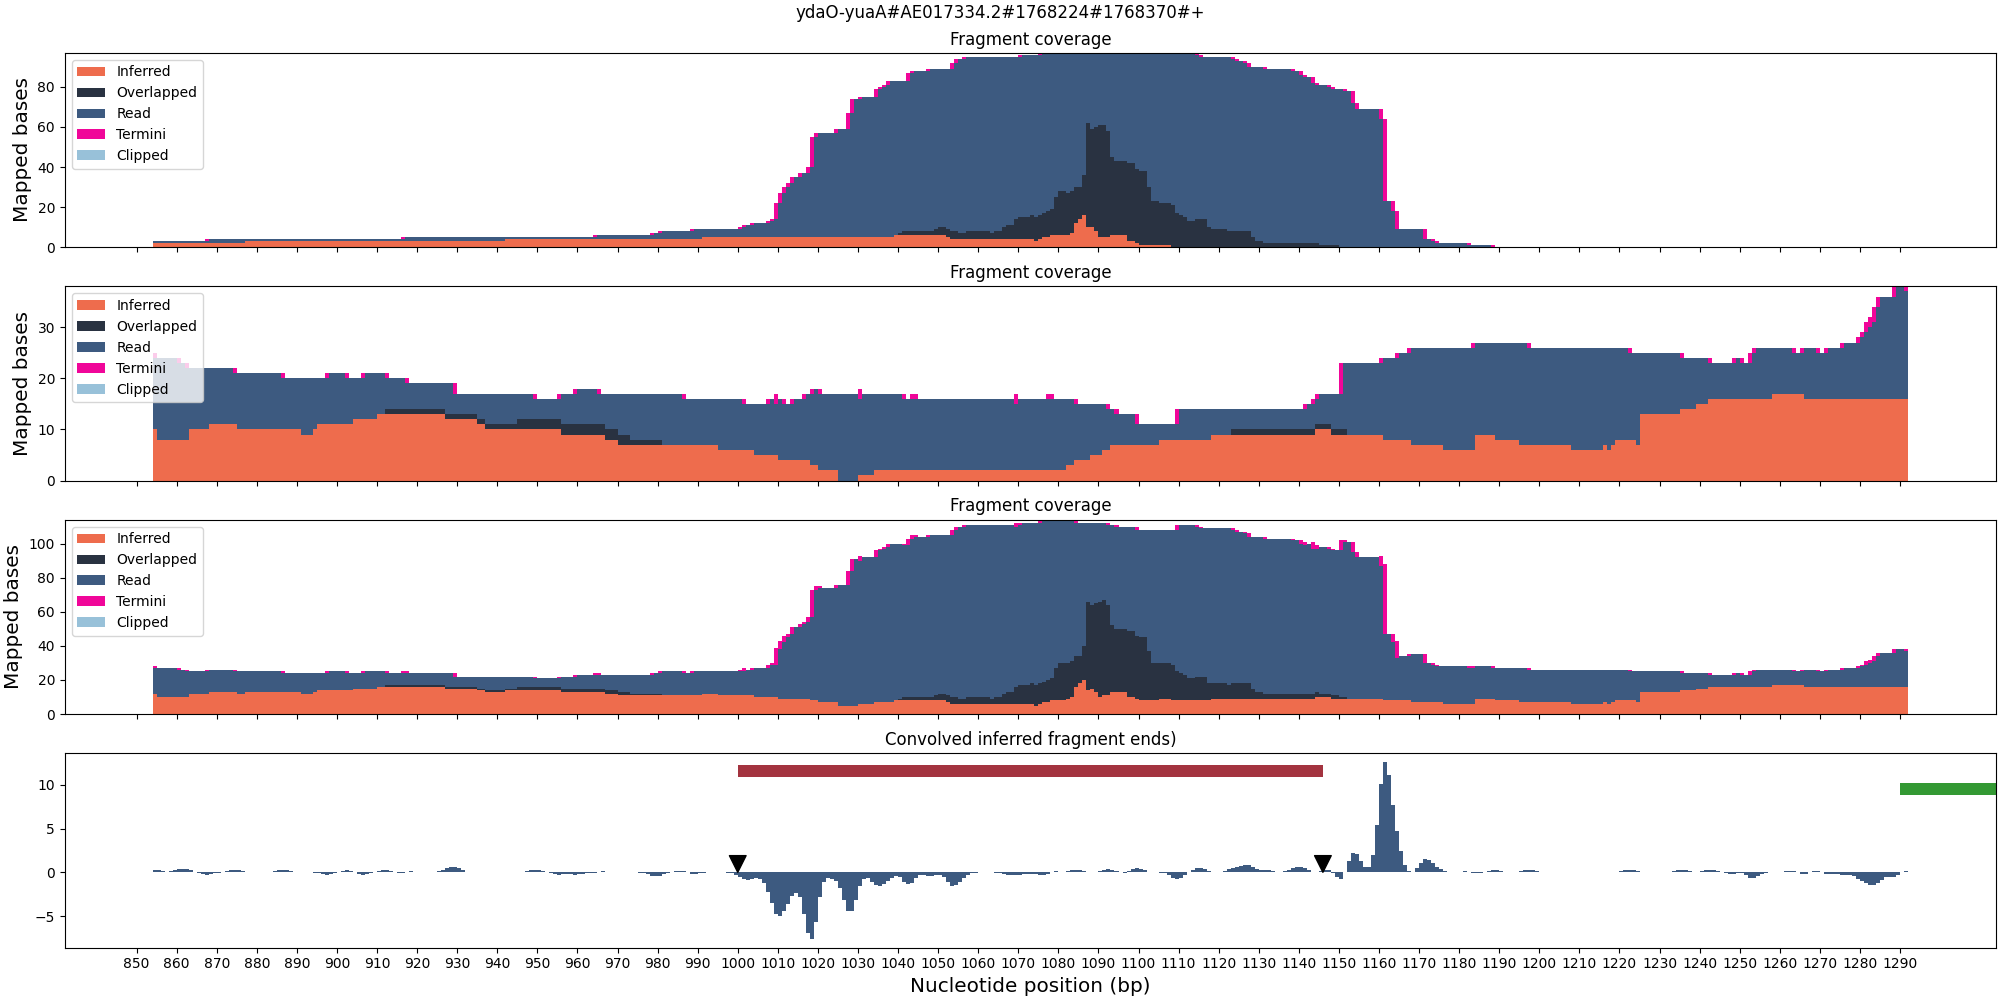 ydaO-yuaA#AE017334.2#1768224#1768370#+
Fragment coverage
Mapped bases
80
60
40
20
0
Inferred
Overlapped
Read
Termini
Clipped
Fragment coverage
Mapped bases
30
20
10
0
Inferred
Overlapped
Read
Termini
Clipped
Fragment coverage
Mapped bases
100
80
60
40
20
0
Inferred
Overlapped
Read
Termini
Clipped
Convolved inferred fragment ends)
10
5
0
−5
850 860 870 880 890 900 910 920 930 940 950 960 970 980 990 1000 1010 1020 1030 1040 1050 1060 1070 1080 1090 1100 1110 1120 1130 1140 1150 1160 1170 1180 1190 1200 1210 1220 1230 1240 1250 1260 1270 1280 1290
Nucleotide position (bp)